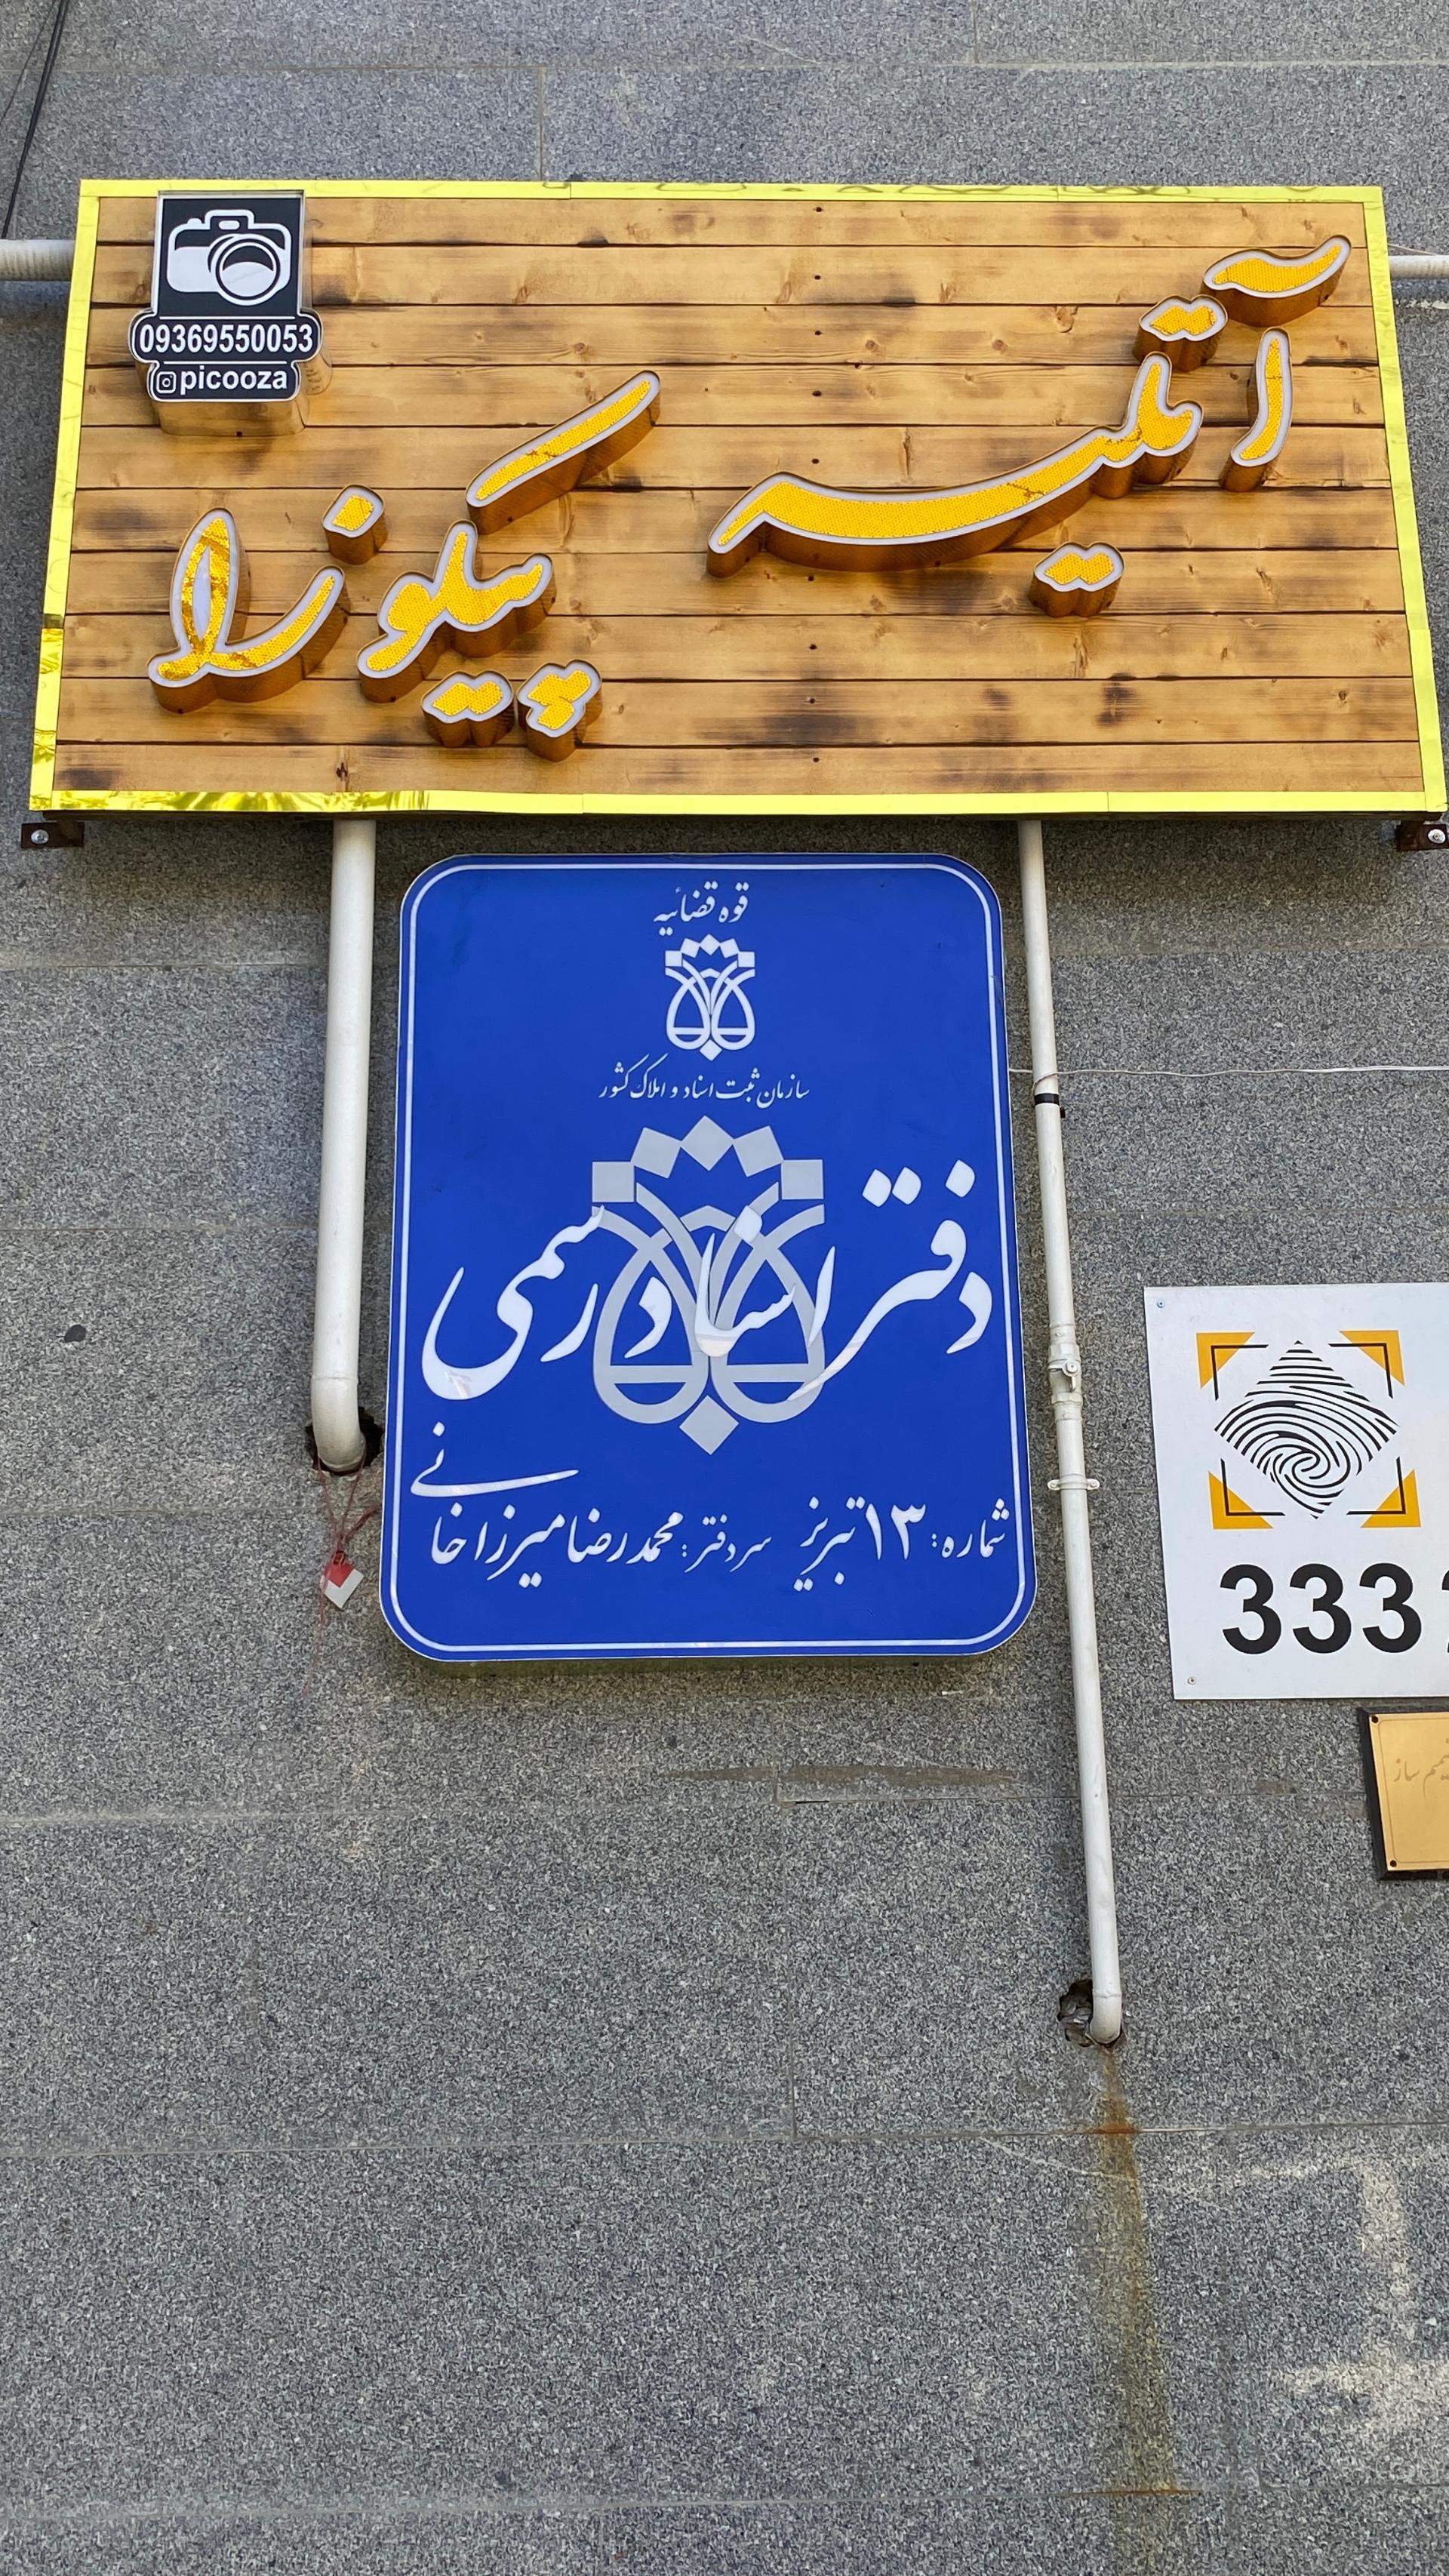 آتلیه پیکوزا
09369550053
picooza
قوه قضائیه
سازمان ثبت اسناد و املاک کشور
دفتر اسناد رسمی
شماره: ۱۳ تبریز سردفتر: محمدرضا میرزاخانی
333
ساز